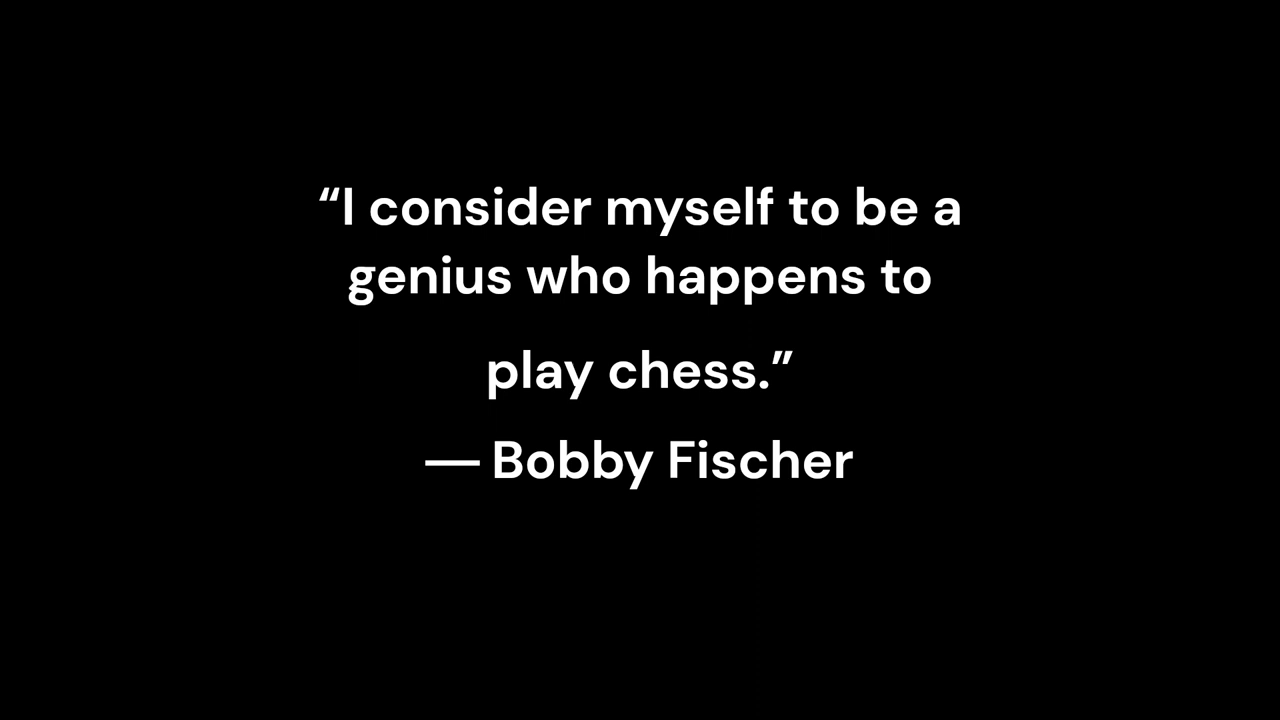 “I consider myself to be a
genius who happens to
play chess.”
— Bobby Fischer